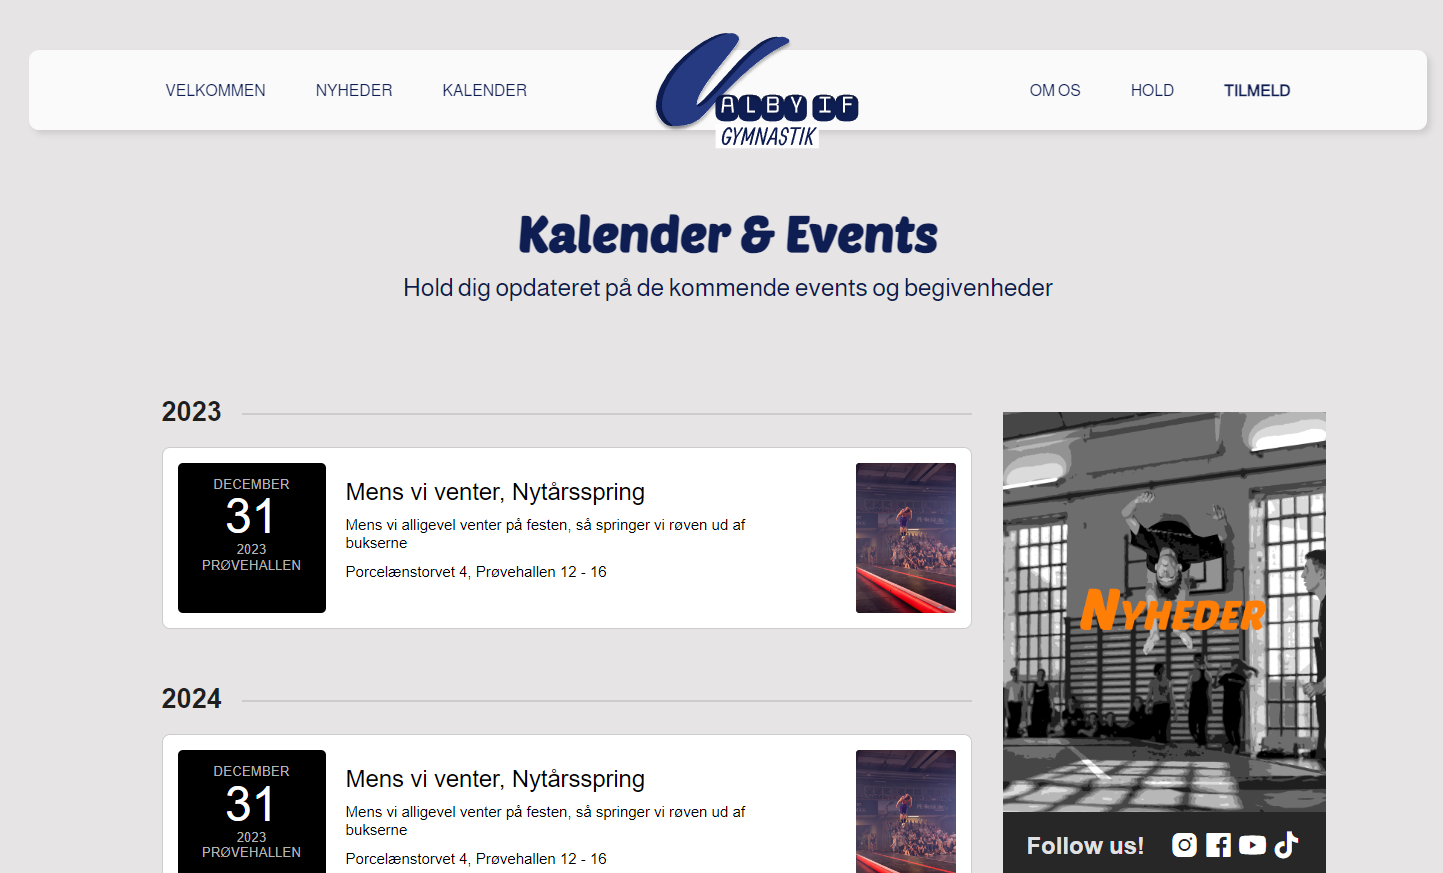 VELKOMMEN NYHEDER KALENDER
ALBY IF
GYMNASTIK
OM OS HOLD TILMELD
Kalender & Events
Hold dig opdateret på de kommende events og begivenheder
2023
DECEMBER
31
2023
PRØVEHALLEN
Mens vi venter, Nytårsspring
Mens vi alligevel venter på festen, så springer vi røven ud af
bukserne
Porcelænstorvet 4, Prøvehallen 12 - 16
2024
DECEMBER
31
2023
PRØVEHALLEN
Mens vi venter, Nytårsspring
Mens vi alligevel venter på festen, så springer vi røven ud af
bukserne
Porcelænstorvet 4, Prøvehallen 12 - 16
NYHEDER
Follow us!